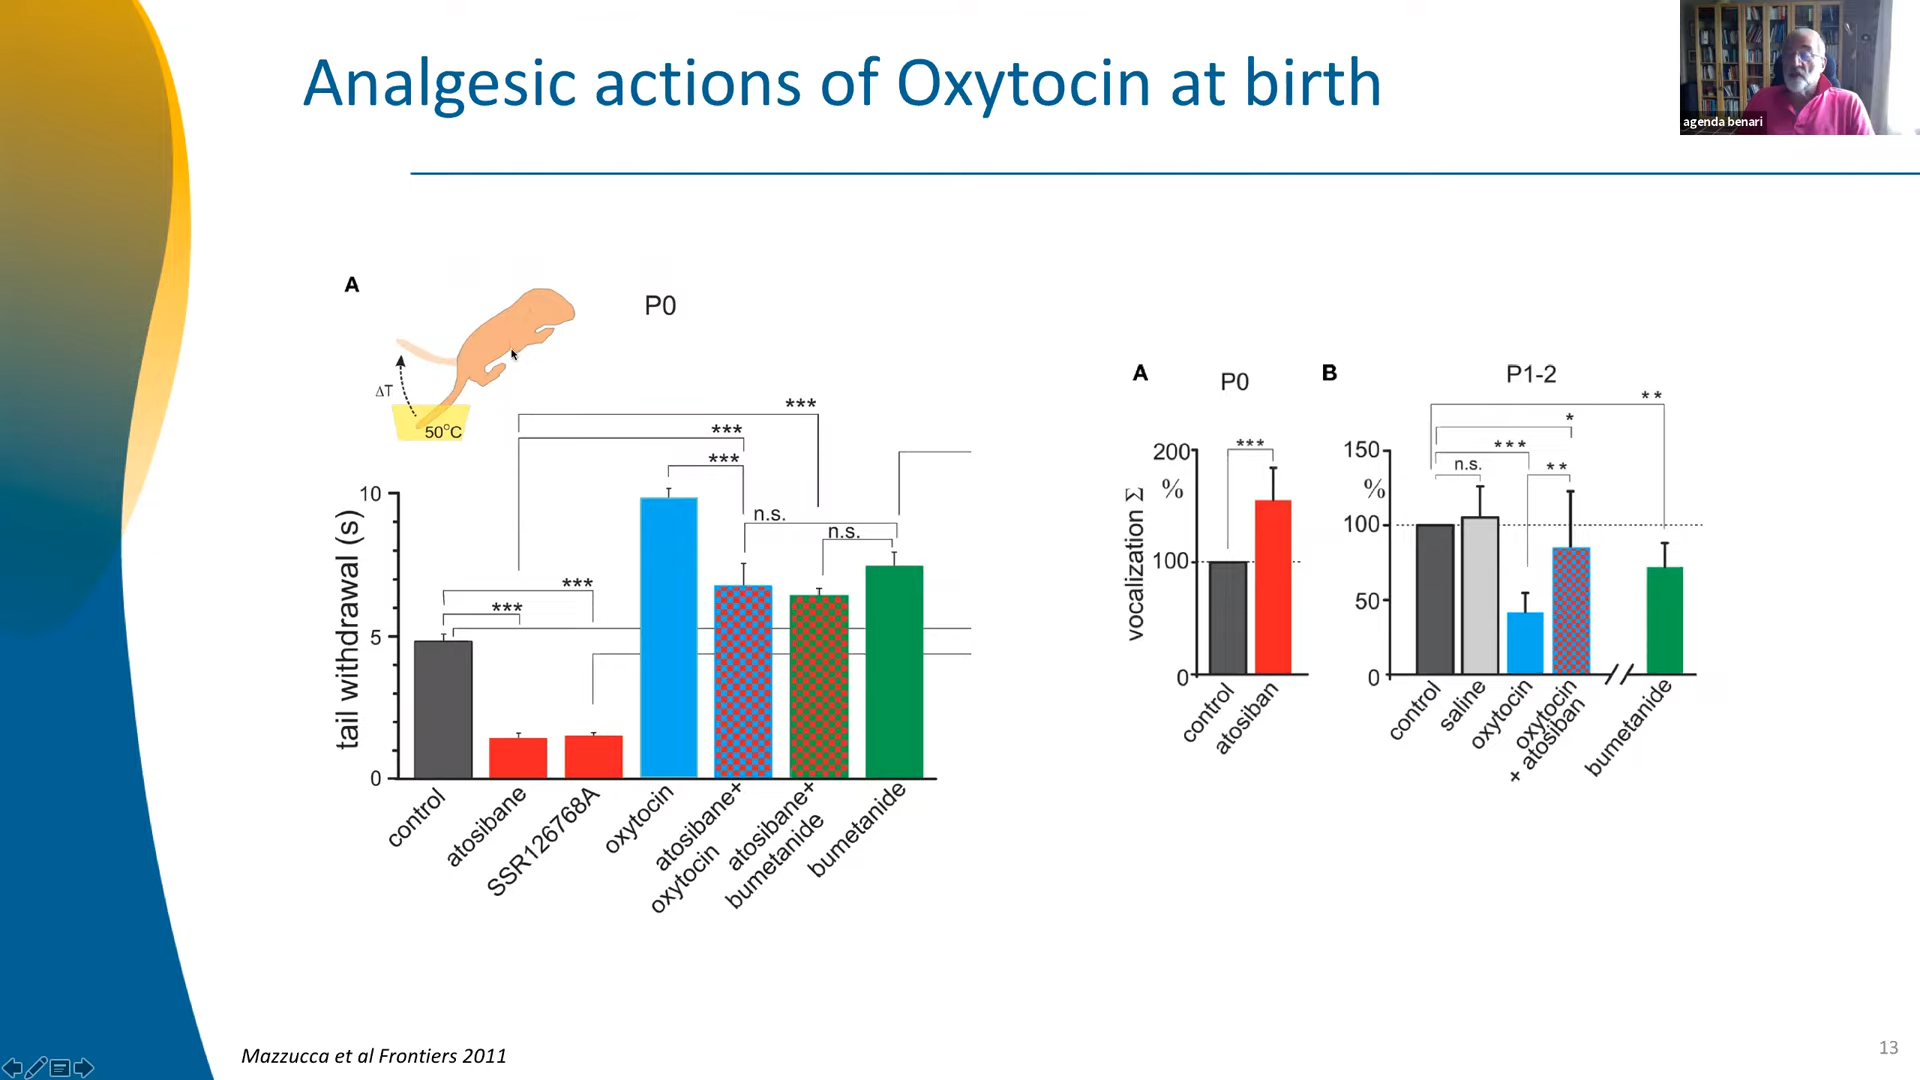 Analgesic actions of Oxytocin at birth
agenda benari
A
P0
ΔT
50°C
***
***
***
n.s.
n.s.
***
***
10
5
0
tail withdrawal (s)
control
atosibane
SSR126768A
oxytocin
atosibane+
oxytocin
atosibane+
bumetanide
bumetanide
A
P0
***
200
%
100
0
vocalization Σ
control
atosiban
B
P1-2
**
*
***
n.s.
**
150
%
100
50
0
control
saline
oxytocin
oxytocin
+ atosiban
bumetanide
Mazzucca et al Frontiers 2011
13